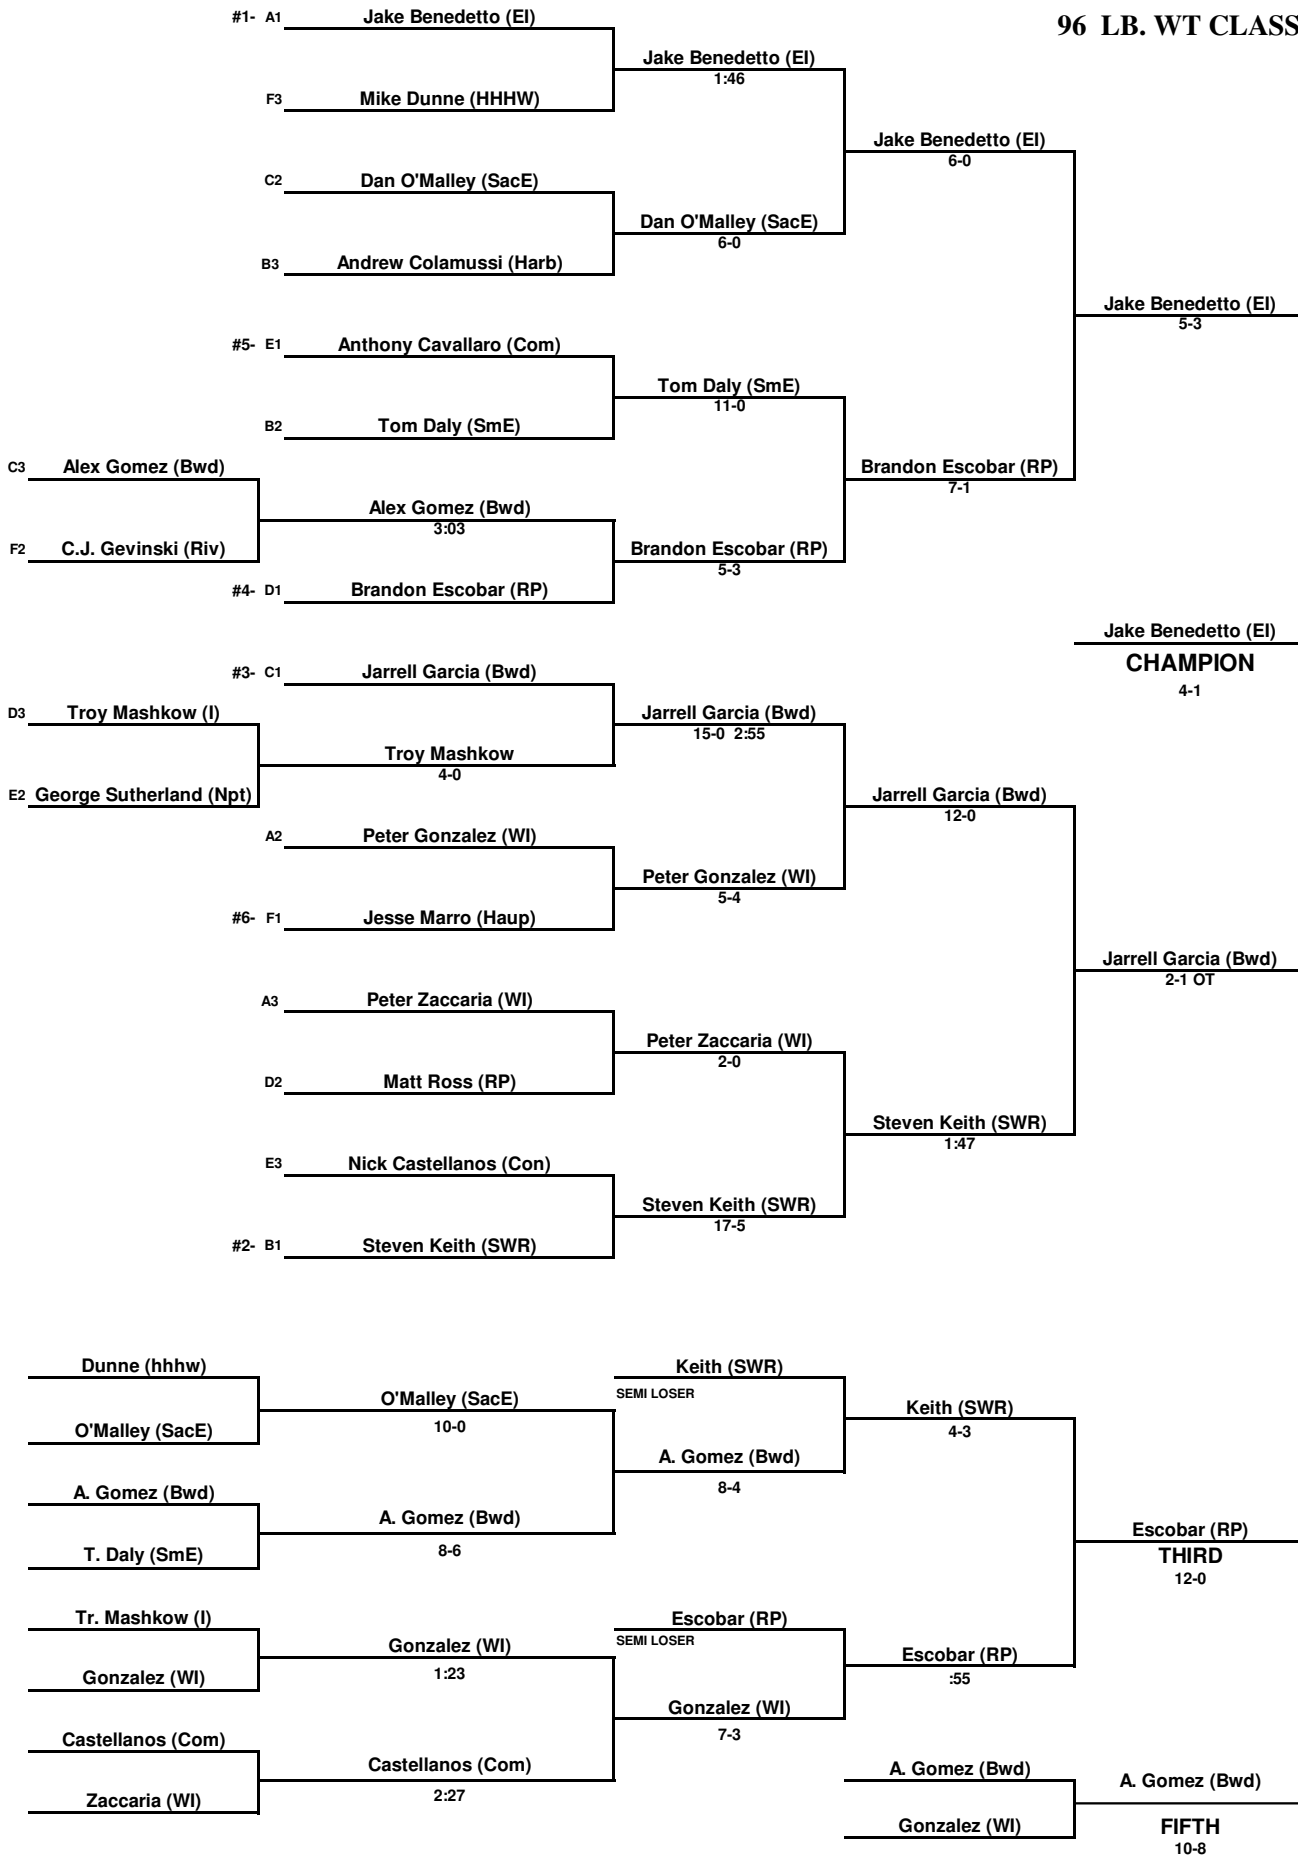 #1- A1 Jake Benedetto (EI)
96 LB. WT CLASS
Jake Benedetto (EI)
1:46
F3 Mike Dunne (HHHW)
Jake Benedetto (EI)
6-0
C2 Dan O'Malley (SacE)
Dan O'Malley (SacE)
6-0
B3 Andrew Colamussi (Harb)
Jake Benedetto (EI)
5-3
#5- E1 Anthony Cavallaro (Com)
Tom Daly (SmE)
11-0
B2 Tom Daly (SmE)
C3 Alex Gomez (Bwd)
Brandon Escobar (RP)
7-1
Alex Gomez (Bwd)
3:03
F2 C.J. Gevinski (Riv)
Brandon Escobar (RP)
5-3
#4- D1 Brandon Escobar (RP)
Jake Benedetto (EI)
CHAMPION
4-1
#3- C1 Jarrell Garcia (Bwd)
D3 Troy Mashkow (I)
Jarrell Garcia (Bwd)
15-0 2:55
Troy Mashkow
4-0
E2 George Sutherland (Npt)
Jarrell Garcia (Bwd)
12-0
A2 Peter Gonzalez (WI)
Peter Gonzalez (WI)
5-4
#6- F1 Jesse Marro (Haup)
Jarrell Garcia (Bwd)
2-1 OT
A3 Peter Zaccaria (WI)
Peter Zaccaria (WI)
2-0
D2 Matt Ross (RP)
Steven Keith (SWR)
1:47
E3 Nick Castellanos (Con)
Steven Keith (SWR)
17-5
#2- B1 Steven Keith (SWR)
Dunne (hhhw)
Keith (SWR)
SEMI LOSER
O'Malley (SacE)
10-0
Keith (SWR)
4-3
O'Malley (SacE)
A. Gomez (Bwd)
8-4
A. Gomez (Bwd)
A. Gomez (Bwd)
8-6
T. Daly (SmE)
Escobar (RP)
THIRD
12-0
Tr. Mashkow (I)
Escobar (RP)
SEMI LOSER
Gonzalez (WI)
1:23
Escobar (RP)
:55
Gonzalez (WI)
Gonzalez (WI)
7-3
Castellanos (Com)
Castellanos (Com)
2:27
Zaccaria (WI)
A. Gomez (Bwd)
A. Gomez (Bwd)
Gonzalez (WI)
FIFTH
10-8